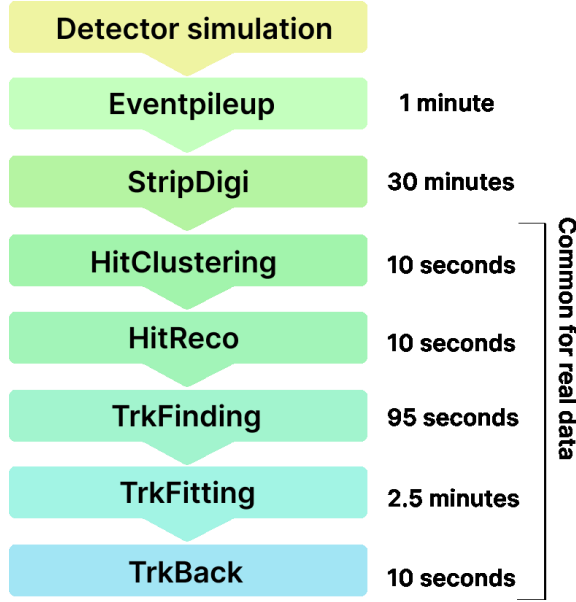 Detector simulation
Eventpileup
1 minute
StripDigi
30 minutes
HitClustering
10 seconds
HitReco
10 seconds
TrkFinding
95 seconds
TrkFitting
2.5 minutes
TrkBack
10 seconds
Common for real data